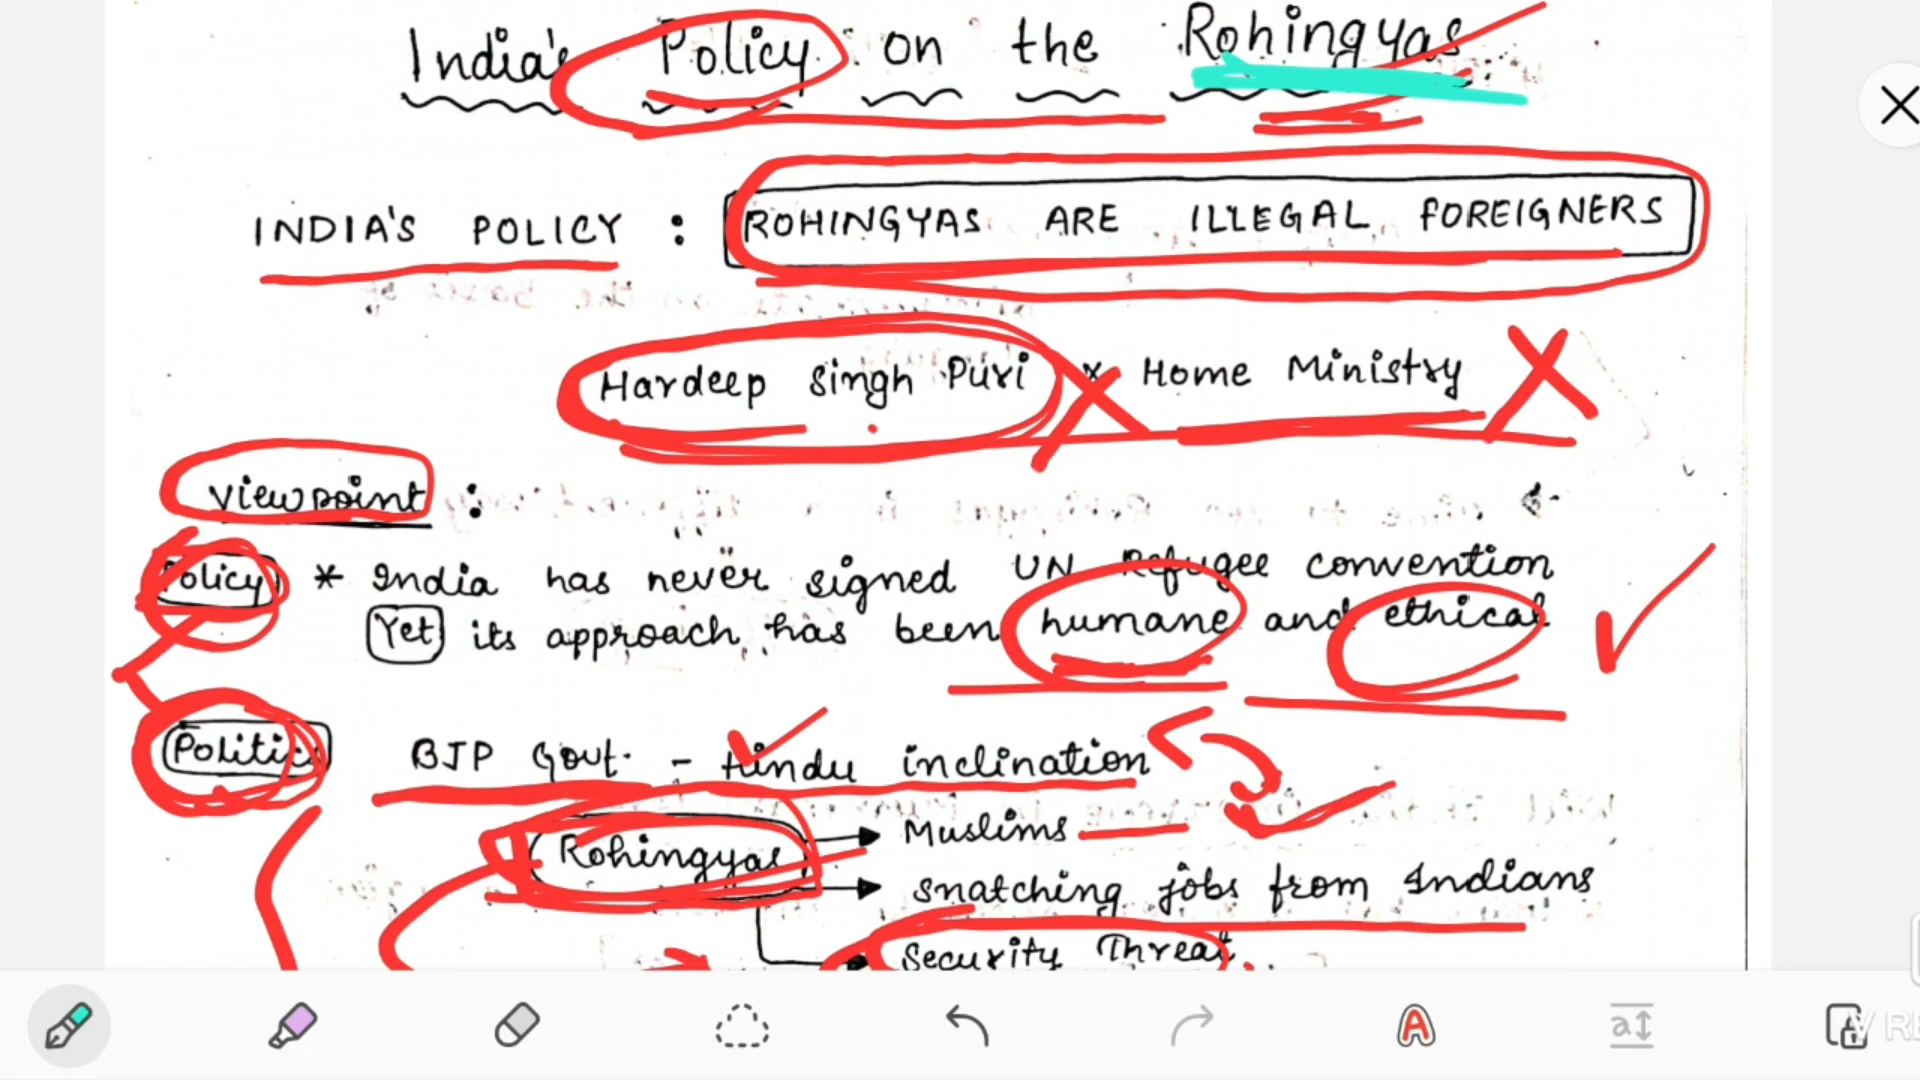 India's Policy on the Rohingyas
INDIA'S POLICY : ROHINGYAS ARE ILLEGAL FOREIGNERS
Hardeep Singh Puri × Home Ministry
Viewpoint :
Policy * India has never signed UN Refugee convention
Yet its approach has been humane and ethical
Politics BJP Govt. - Hindu inclination
Rohingyas → Muslims
→ snatching jobs from Indians
→ Security Threat
A
a
V RE